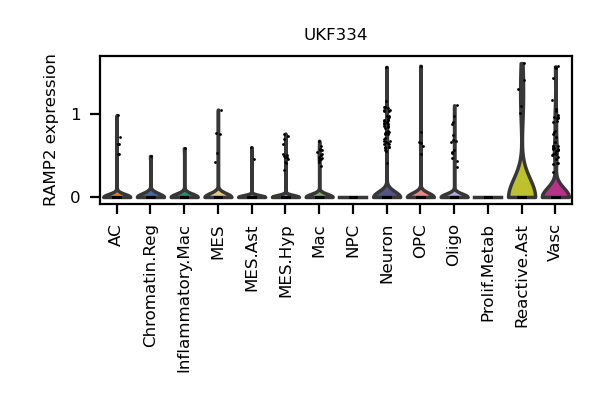 UKF334
RAMP2 expression
1
0
AC
Chromatin.Reg
Inflammatory.Mac
MES
MES.Ast
MES.Hyp
Mac
NPC
Neuron
OPC
Oligo
Prolif.Metab
Reactive.Ast
Vasc